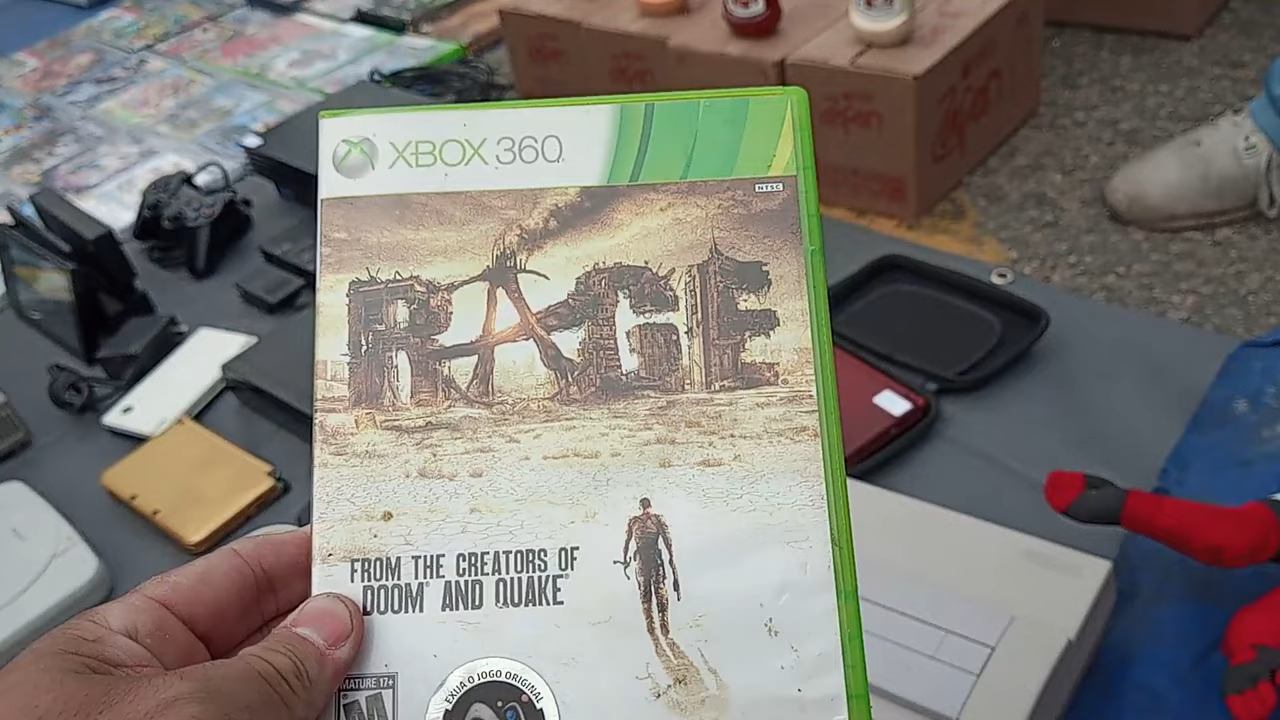 XBOX 360
NTSC
RAGE
FROM THE CREATORS OF
DOOM® AND QUAKE®
MATURE 17+
M
EXIJA O JOGO ORIGINAL